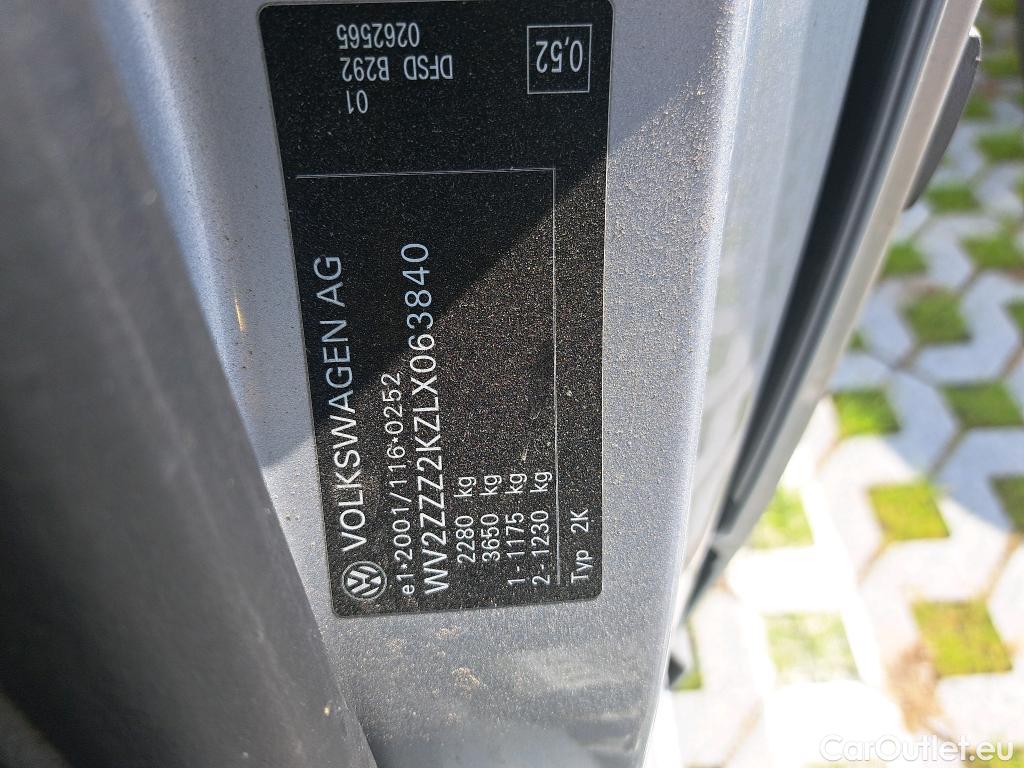 VOLKSWAGEN AG
e1*2001/116*0252
WV2ZZZ2KZLX063840
2280 kg
3650 kg
1 - 1175 kg
2 - 1230 kg
Typ 2K
01
DFSD B292
0262565
0,52
CarOutlet.eu